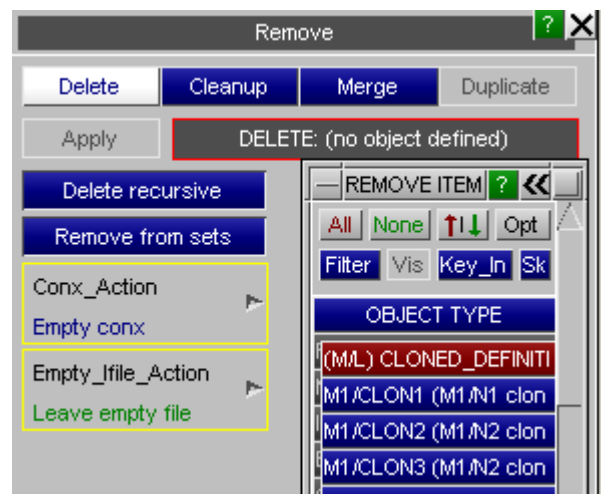 Remove ?
Delete Cleanup Merge Duplicate
Apply DELETE: (no object defined)
Delete recursive
Remove from sets
Conx_Action
Empty conx
Empty_Ifile_Action
Leave empty file
REMOVE ITEM ?
All None Opt
Filter Vis Key_In Sk
OBJECT TYPE
(M/L) CLONED_DEFINITI
M1/CLON1 (M1/N1 clon
M1/CLON2 (M1/N2 clon
M1/CLON3 (M1/N2 clon